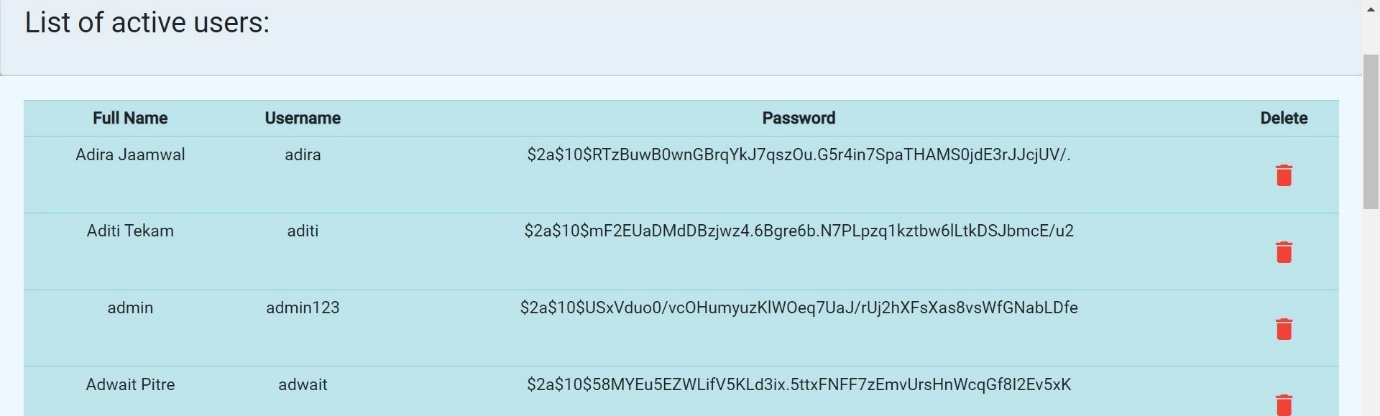 List of active users:
Full Name Username Password Delete
Adira Jaamwal adira $2a$10$RTzBuwB0wnGBrqYkJ7qszOu.G5r4in7SpaTHAMS0jdE3rJJcjUV/.
Aditi Tekam aditi $2a$10$mF2EUaDMdDBzjwz4.6Bgre6b.N7PLpzq1kztbw6lLtkDSJbmcE/u2
admin admin123 $2a$10$USxVduo0/vcOHumyuzKlWOeq7UaJ/rUj2hXFsXas8vsWfGNabLDfe
Adwait Pitre adwait $2a$10$58MYEu5EZWLifV5KLd3ix.5ttxFNFF7zEmvUrsHnWcqGf8I2Ev5xK